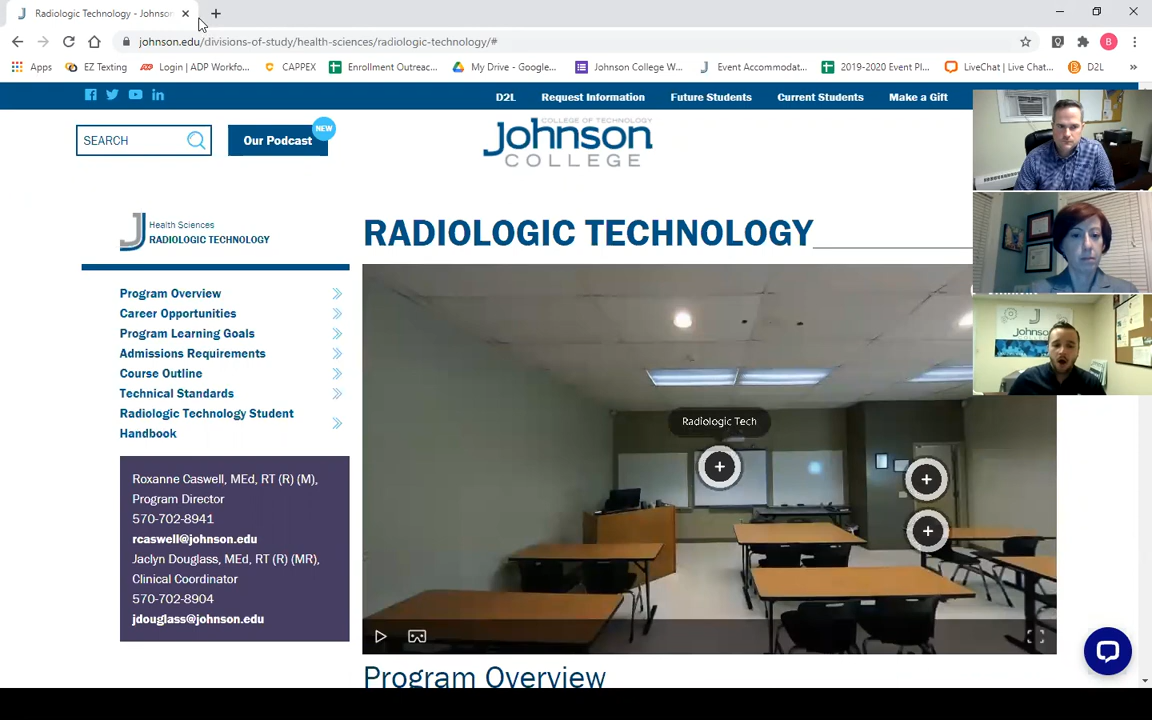 Radiologic Technology - Johnson
johnson.edu/divisions-of-study/health-sciences/radiologic-technology/#
B
Apps
EZ Texting
Login | ADP Workfo...
CAPPEX
Enrollment Outreac...
My Drive - Google...
Johnson College W...
Event Accommodat...
2019-2020 Event Pl...
LiveChat | Live Chat...
D2L
D2L
Request Information
Future Students
Current Students
Make a Gift
SEARCH
Our Podcast
NEW
COLLEGE OF TECHNOLOGY
Johnson
COLLEGE
Health Sciences
RADIOLOGIC TECHNOLOGY
RADIOLOGIC TECHNOLOGY
Program Overview
Career Opportunities
Program Learning Goals
Admissions Requirements
Course Outline
Technical Standards
Radiologic Technology Student
Handbook
Roxanne Caswell, MEd, RT (R) (M),
Program Director
570-702-8941
rcaswell@johnson.edu
Jaclyn Douglass, MEd, RT (R) (MR),
Clinical Coordinator
570-702-8904
jdouglass@johnson.edu
Radiologic Tech
Program Overview